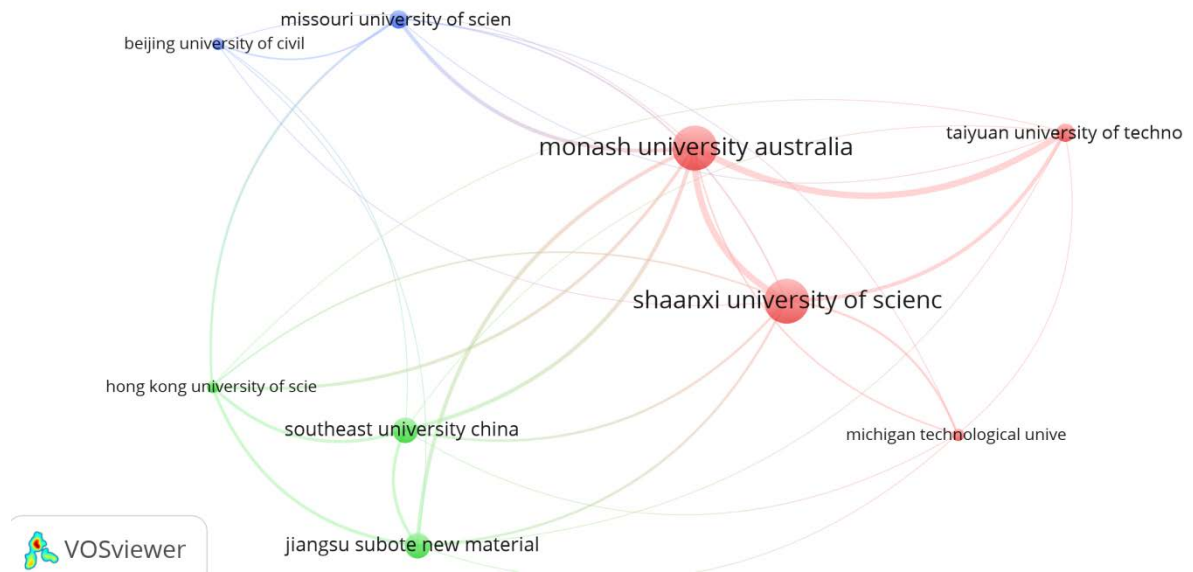 missouri university of scien
beijing university of civil
monash university australia
taiyuan university of techno
shaanxi university of scienc
hong kong university of scie
southeast university china
michigan technological unive
jiangsu subote new material
VOSviewer